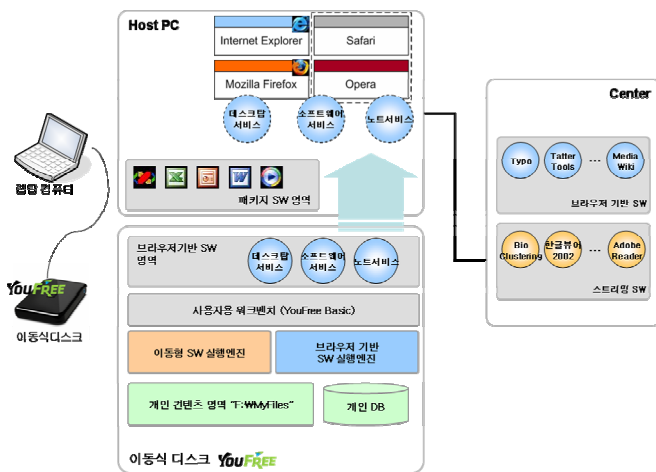 Host PC
Internet Explorer
Safari
Mozilla Firefox
Opera
데스크탑
서비스
소프트웨어
서비스
노트서비스
패키지 SW 영역
랩탑 컴퓨터
YOUFREE
이동식디스크
브라우저기반 SW
영역
데스크탑
서비스
소프트웨어
서비스
노트서비스
사용자용 워크벤치 (YouFree Basic)
이동형 SW 실행엔진
브라우저 기반
SW 실행엔진
개인 컨텐츠 영역 "F:₩MyFiles"
개인 DB
이동식 디스크 YOUFREE
Center
Typo
Tatter
Tools
...
Media
Wiki
브라우저 기반 SW
Bio
Clustering
한글뷰어
2002
...
Adobe
Reader
스트리밍 SW